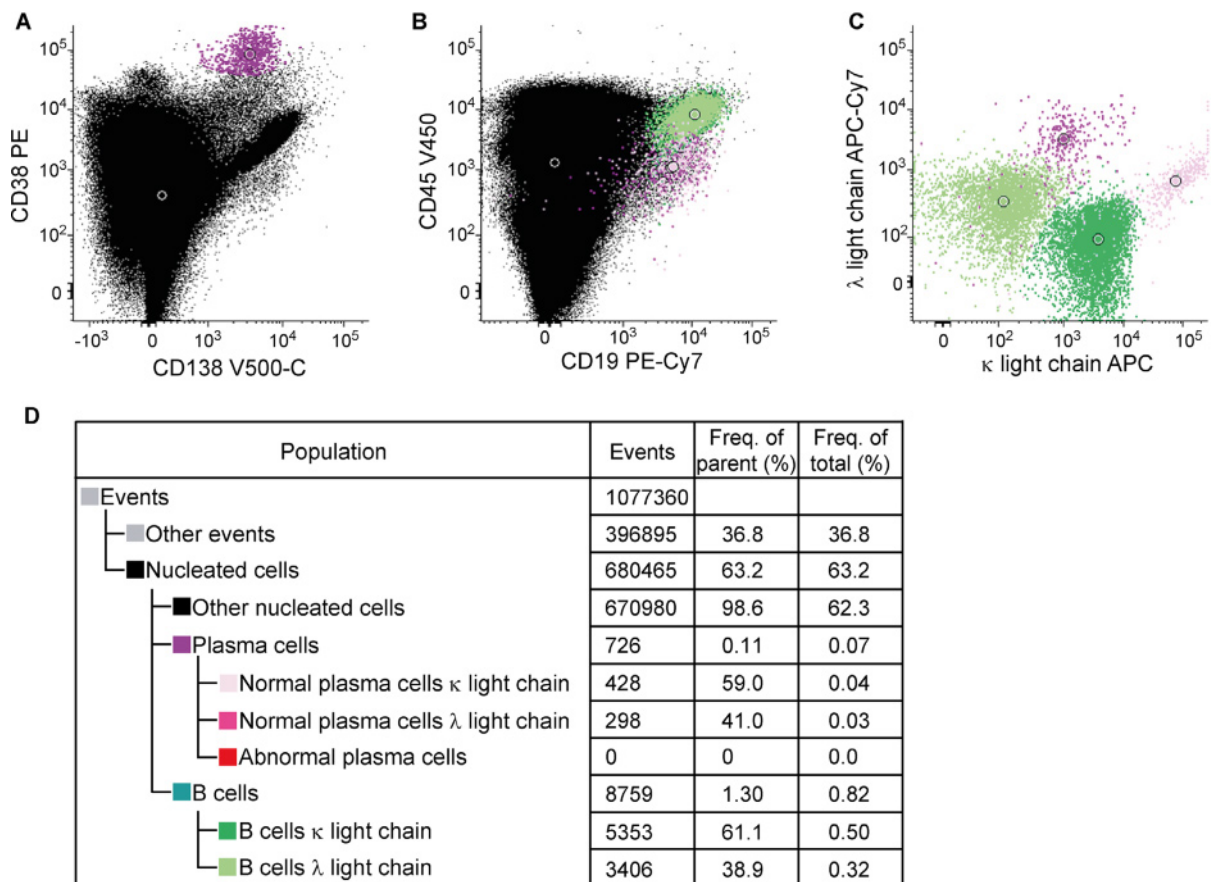 A
CD38 PE
10^5
10^4
10^3
10^2
0
-10^3 0 10^3 10^4 10^5
CD138 V500-C
B
CD45 V450
10^5
10^4
10^3
10^2
0
0 10^3 10^4 10^5
CD19 PE-Cy7
C
λ light chain APC-Cy7
10^5
10^4
10^3
10^2
0
0 10^2 10^3 10^4 10^5
κ light chain APC
D
Population Events Freq. of parent (%) Freq. of total (%)
Events 1077360
Other events 396895 36.8 36.8
Nucleated cells 680465 63.2 63.2
Other nucleated cells 670980 98.6 62.3
Plasma cells 726 0.11 0.07
Normal plasma cells κ light chain 428 59.0 0.04
Normal plasma cells λ light chain 298 41.0 0.03
Abnormal plasma cells 0 0 0.0
B cells 8759 1.30 0.82
B cells κ light chain 5353 61.1 0.50
B cells λ light chain 3406 38.9 0.32